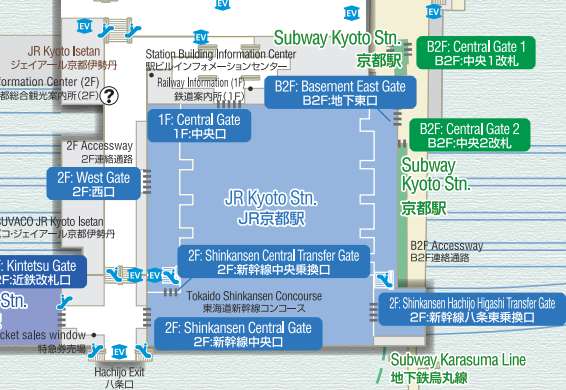 EV
EV
EV
JR Kyoto Isetan
ジェイアール京都伊勢丹
Station Building Information Center
駅ビルインフォメーションセンター
Subway Kyoto Stn.
京都駅
B2F: Central Gate 1
B2F:中央1改札
formation Center (2F)
都総合観光案内所(2F)
?
Railway Information (1F)
鉄道案内所(1F)
B2F: Basement East Gate
B2F:地下東口
1F: Central Gate
1F:中央口
B2F: Central Gate 2
B2F:中央2改札
2F Accessway
2F連絡通路
Subway
Kyoto Stn.
京都駅
2F: West Gate
2F:西口
JR Kyoto Stn.
JR京都駅
SUVACO JR Kyoto Isetan
コ・ジェイアール京都伊勢丹
B2F Accessway
B2F連絡通路
2F: Shinkansen Central Transfer Gate
2F:新幹線中央乗換口
: Kintetsu Gate
2F:近鉄改札口
EV
EV
Stn.
Tokaido Shinkansen Concourse
東海道新幹線コンコース
2F: Shinkansen Hachijo Higashi Transfer Gate
2F:新幹線八条東乗換口
2F: Shinkansen Central Gate
2F:新幹線中央口
cket sales window
特急券売場
EV
Hachijo Exit
八条口
Subway Karasuma Line
地下鉄烏丸線